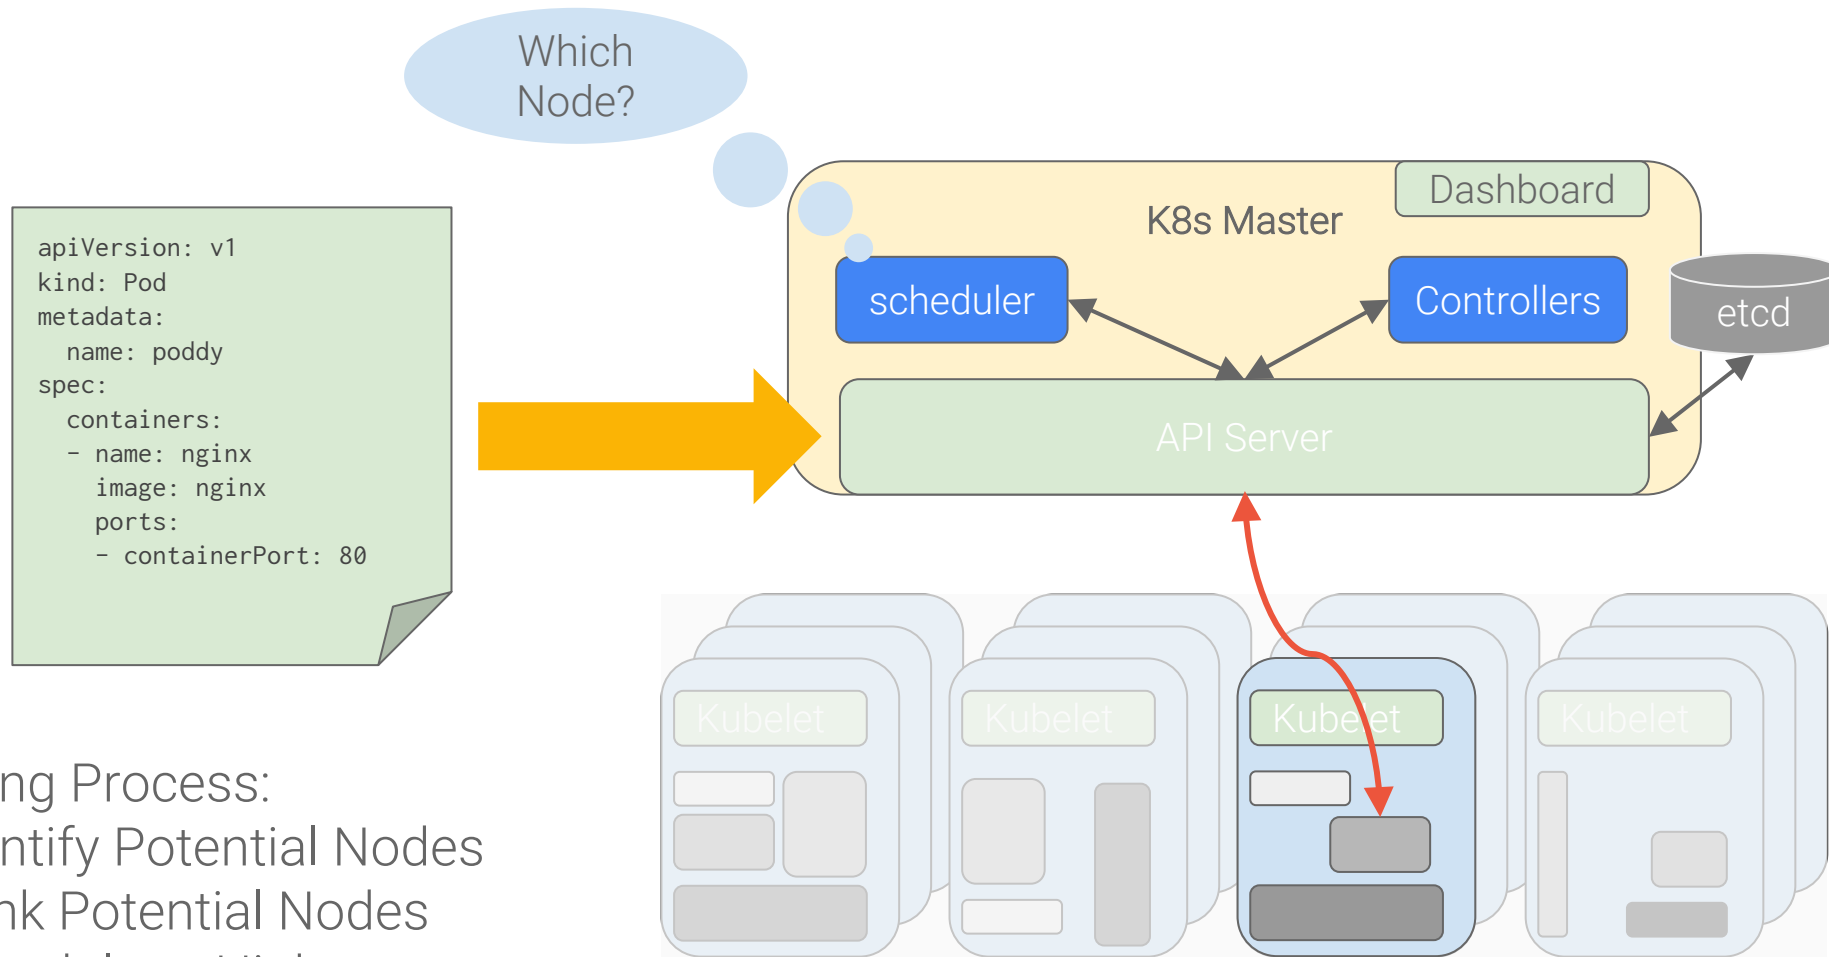 Which
Node?
apiVersion: v1
kind: Pod
metadata:
  name: poddy
spec:
  containers:
  - name: nginx
    image: nginx
    ports:
    - containerPort: 80
K8s Master
Dashboard
scheduler
Controllers
etcd
API Server
Kubelet
Kubelet
Kubelet
Kubelet
ng Process:
ntify Potential Nodes
nk Potential Nodes